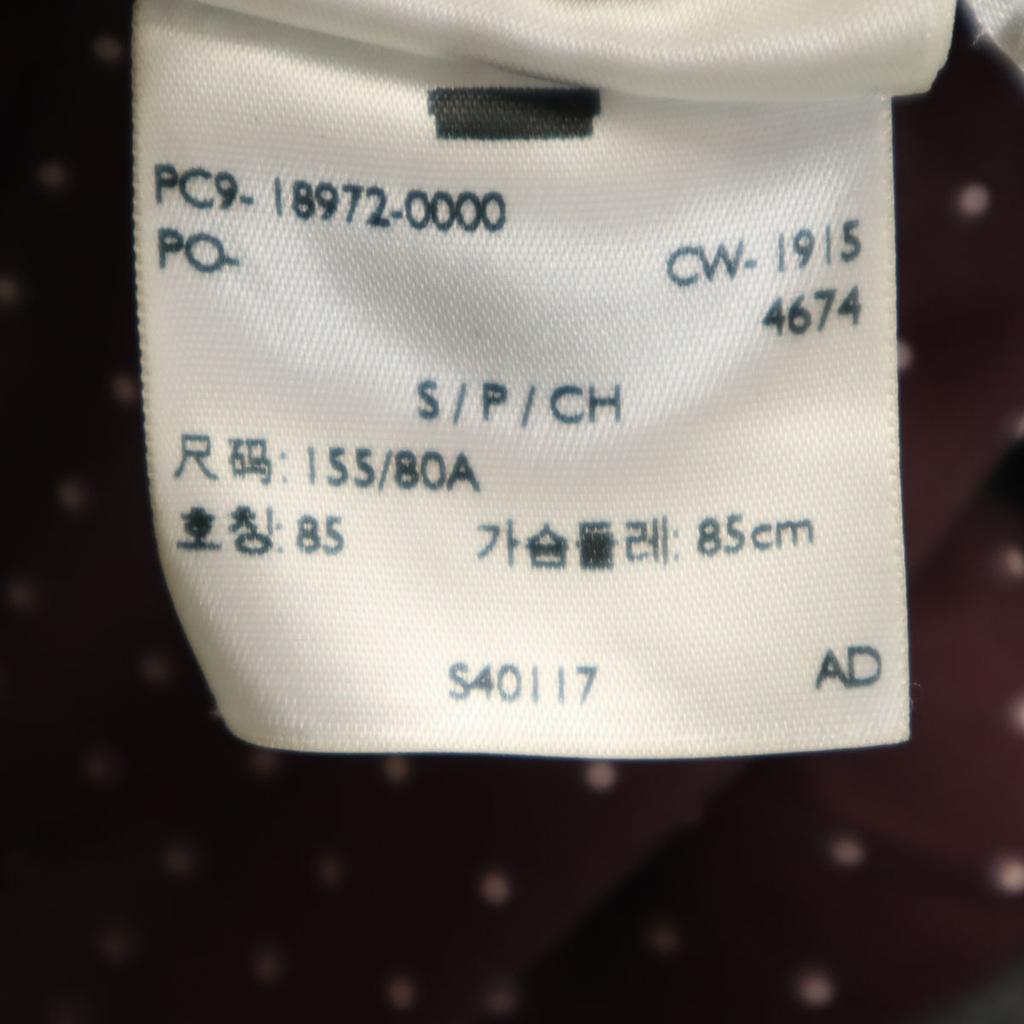 PC9- 18972-0000
PO-
CW- 1915
4674
S / P / CH
尺码: 155/80A
호칭: 85 가슴둘레: 85cm
S40117 AD